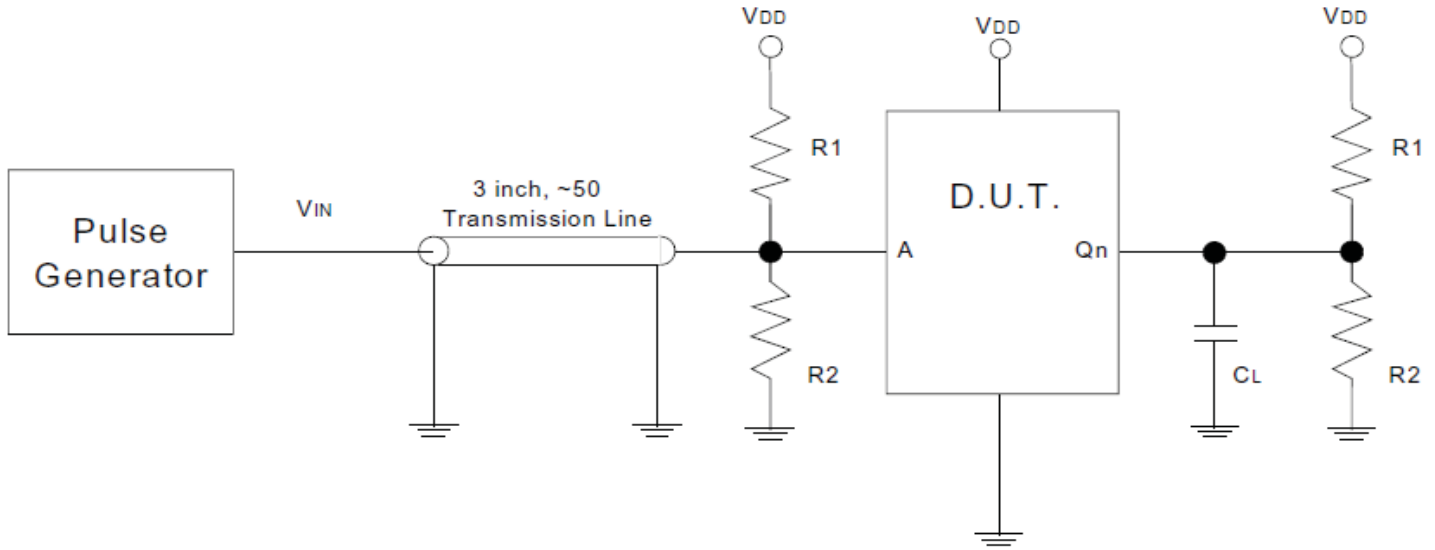 VDD
VDD
VDD
R1
R1
3 inch, ~50
Transmission Line
D.U.T.
VIN
Pulse
Generator
A
Qn
R2
CL
R2